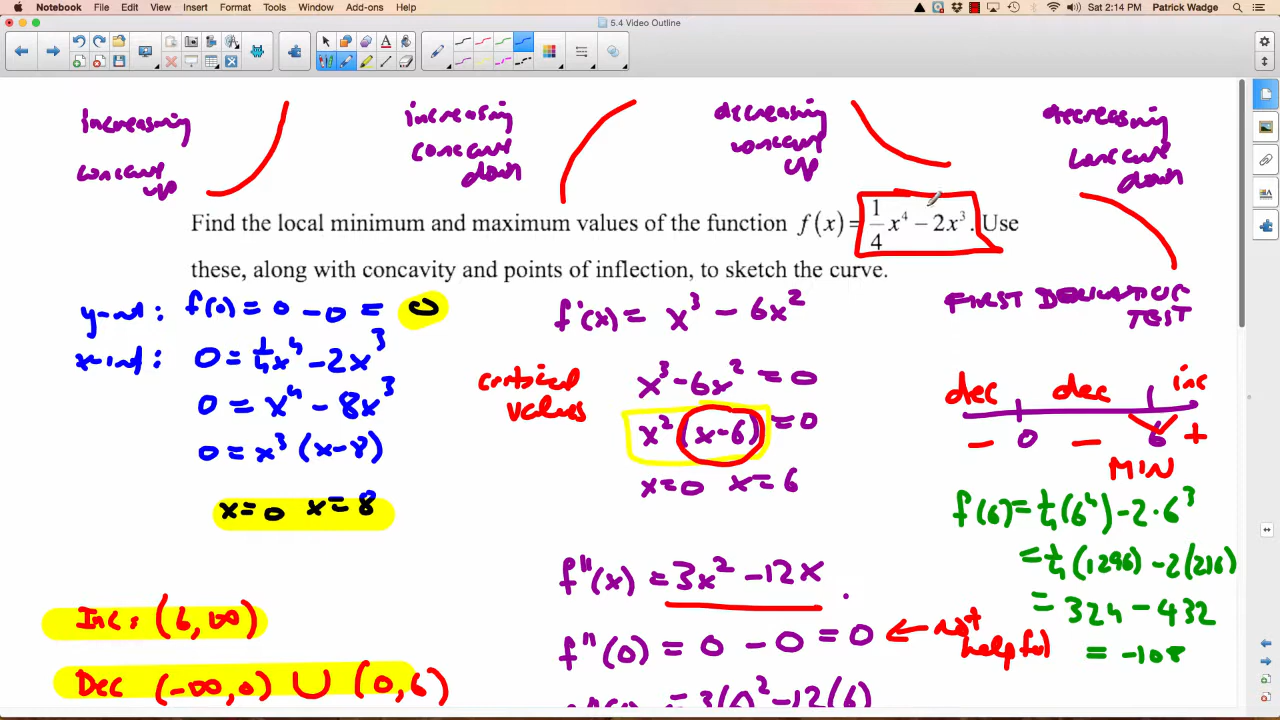 Notebook File Edit View Insert Format Tools Window Add-ons Help Sat 2:14 PM Patrick Wadge
5.4 Video Outline
increasing
concave
up
increasing
concave
down
decreasing
concave
up
decreasing
concave
down
Find the local minimum and maximum values of the function f(x) = 1/4 x⁴ − 2x³. Use
these, along with concavity and points of inflection, to sketch the curve.
y-int: f(0) = 0 − 0 = 0
x-int: 0 = ¼x⁴ − 2x³
0 = x⁴ − 8x³
0 = x³ (x−8)
x=0 x=8
Inc: (6, ∞)
Dec (−∞,0) ∪ (0,6)
f'(x) = x³ − 6x²
critical
values
x³ − 6x² = 0
x² (x−6) = 0
x=0 x=6
f''(x) = 3x² − 12x
f''(0) = 0 − 0 = 0 ← not
helpful
= 3(6)² − 12(6)
FIRST DERIVATIVE
TEST
dec dec inc
− 0 − 6 +
MIN
f(6) = ¼(6⁴) − 2·6³
= ¼(1296) − 2(216)
= 324 − 432
= −108